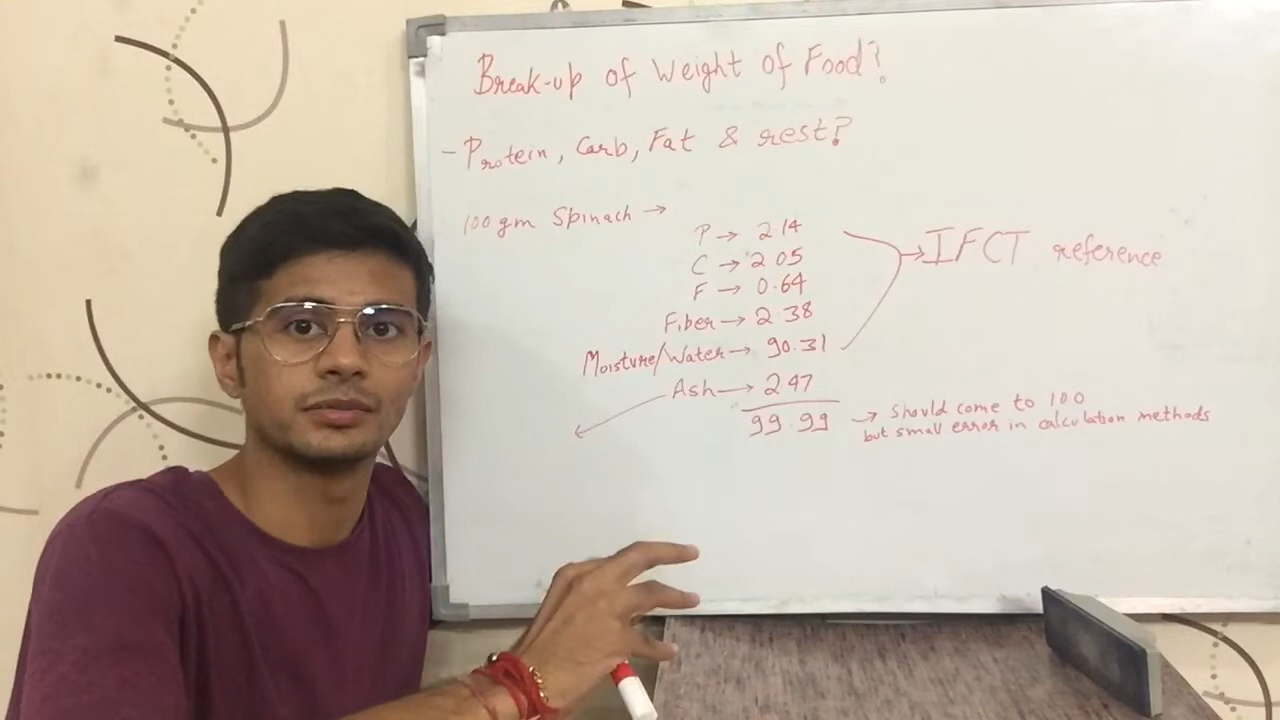 Break-up of Weight of Food?
- Protein, Carb, Fat & rest?
100 gm Spinach →
P → 2.14
C → 2.05
F → 0.64
→ IFCT reference
Fiber → 2.38
Moisture/Water → 90.31
Ash → 2.47
99.99 → Should come to 100
but small error in calculation methods